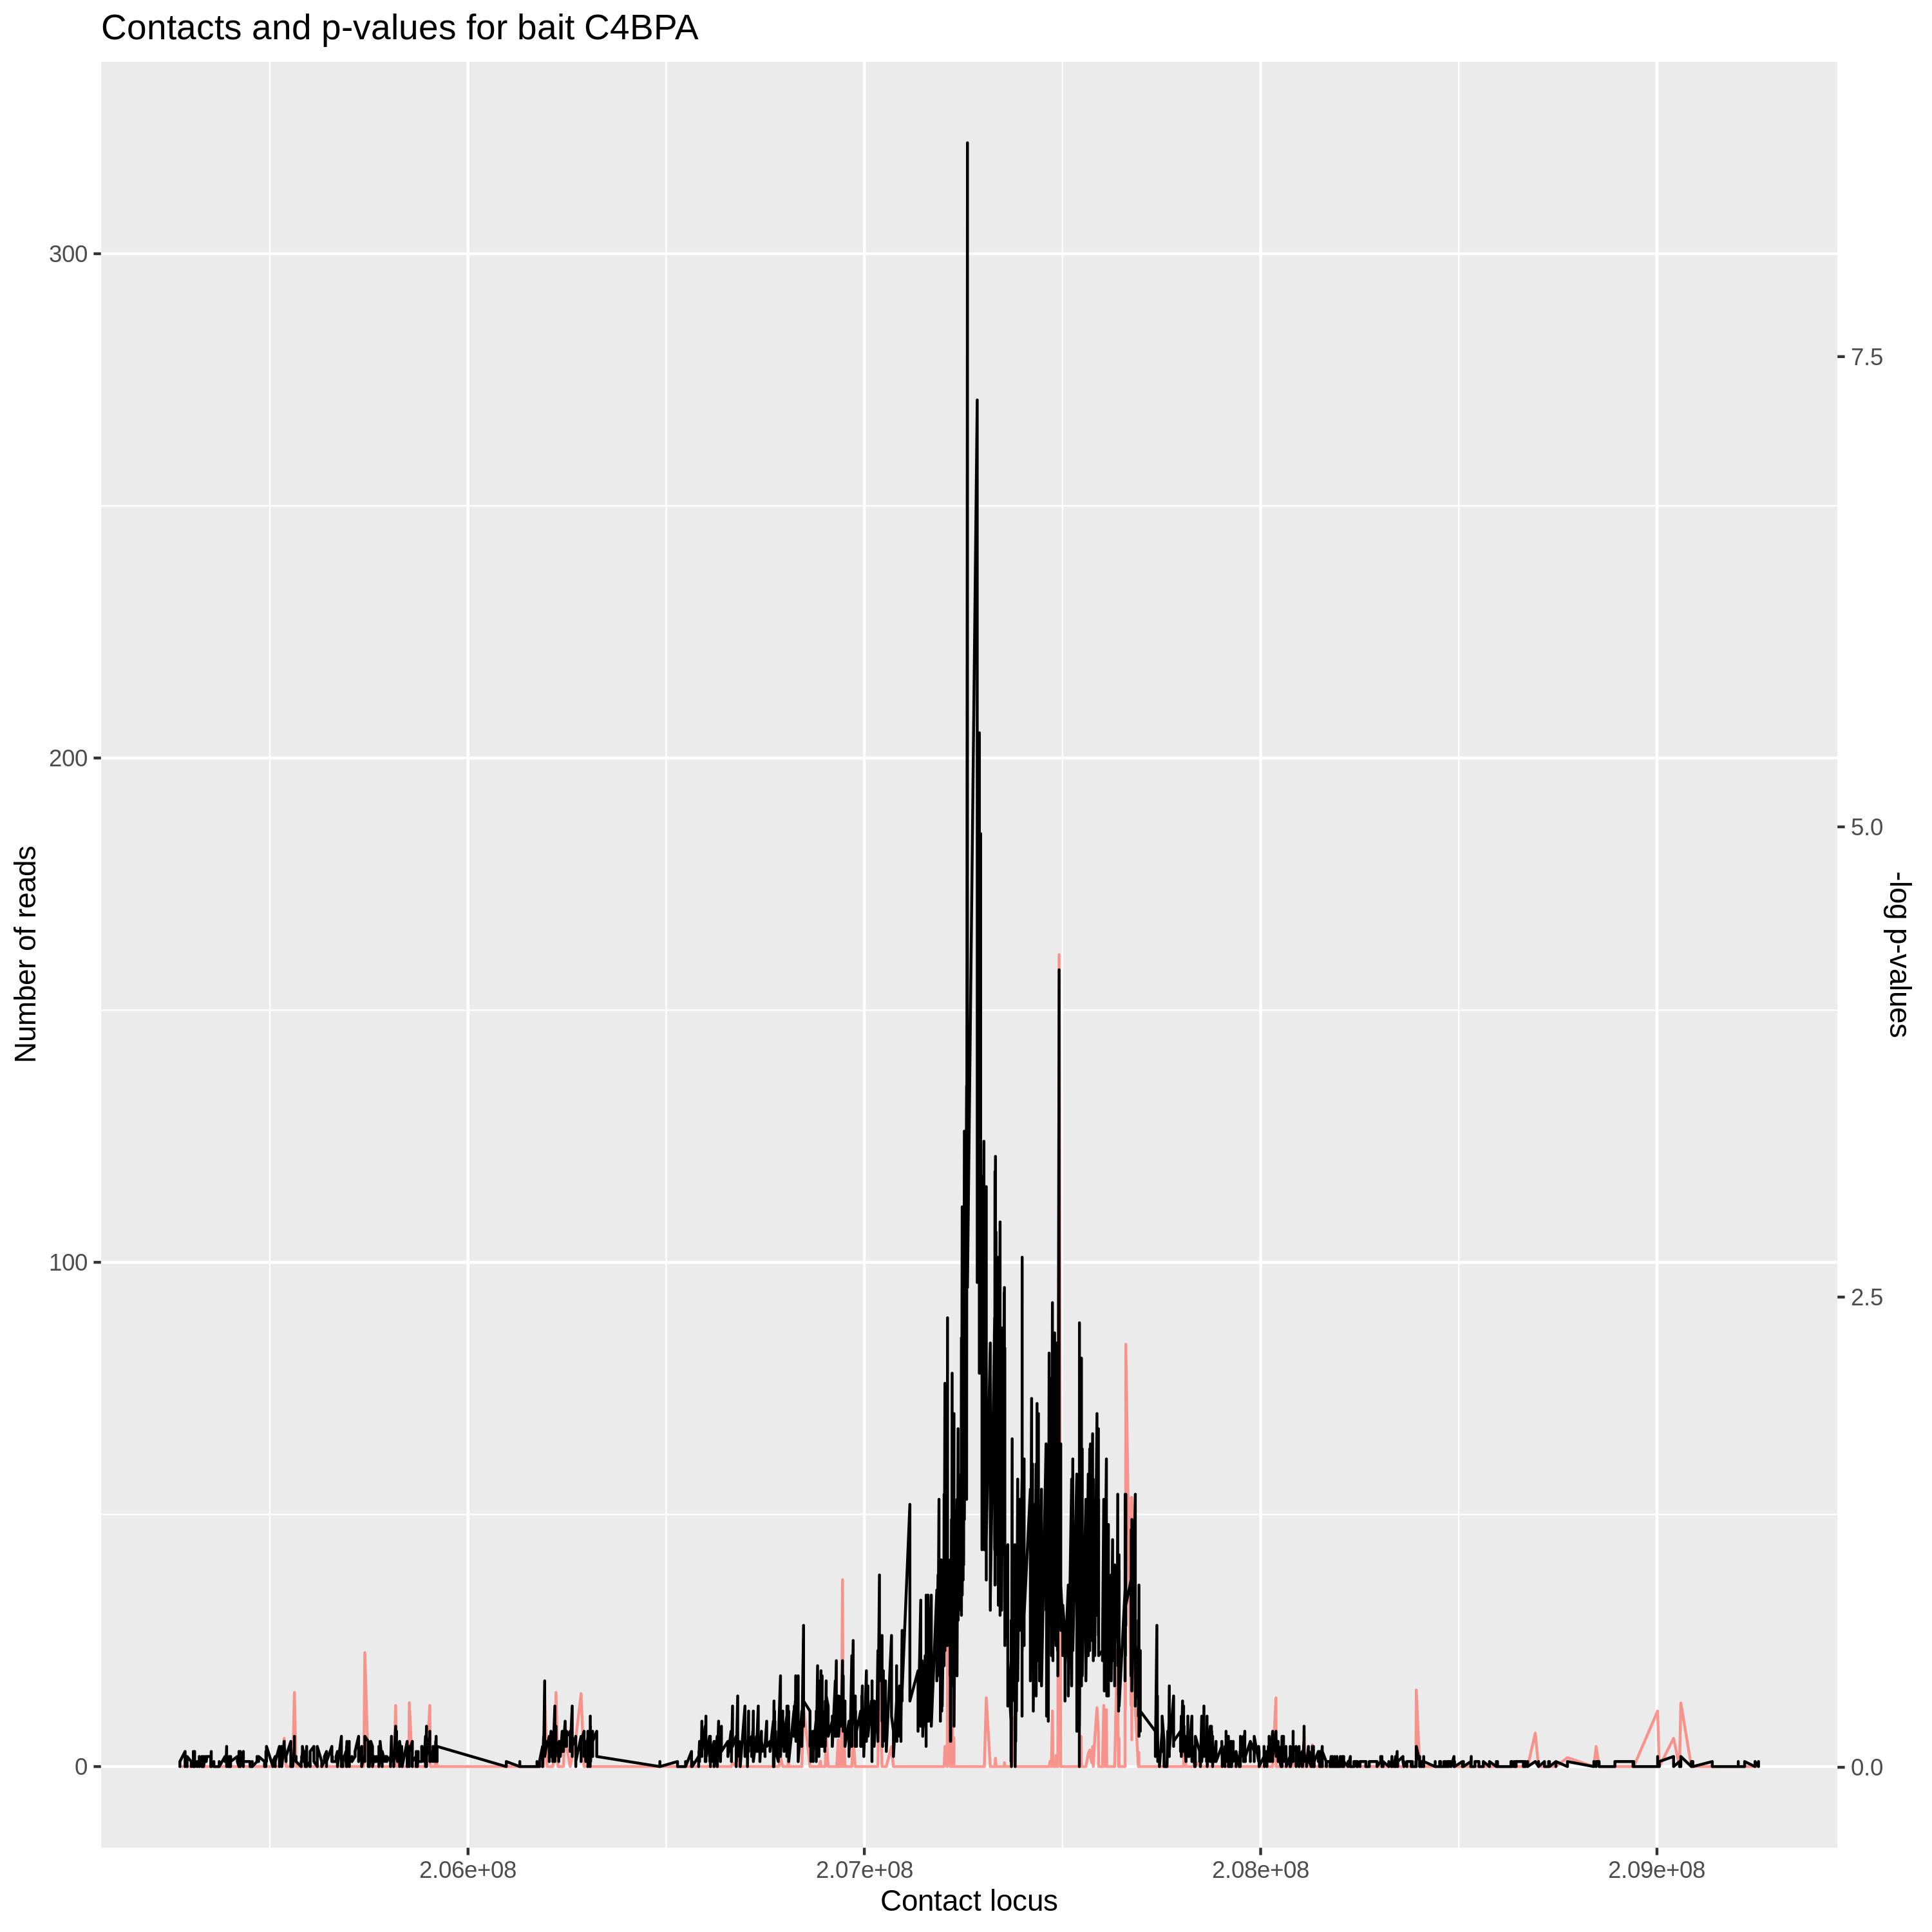 Contacts and p-values for bait C4BPA
300
200
100
0
Number of reads
7.5
5.0
2.5
0.0
-log p-values
2.06e+08
2.07e+08
2.08e+08
2.09e+08
Contact locus